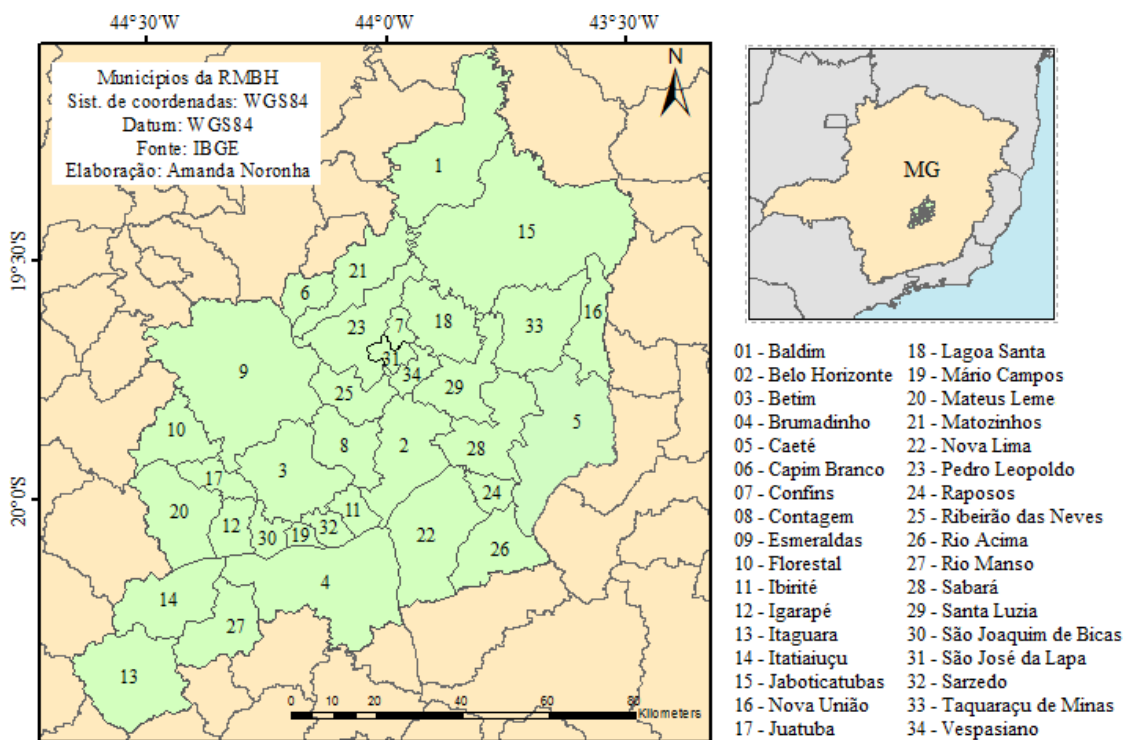 44°30'W 44°0'W 43°30'W
Municípios da RMBH
Sist. de coordenadas: WGS84
Datum: WGS84
Fonte: IBGE
Elaboração: Amanda Noronha
N
19°30'S
20°0'S
1
15
21
6
16
23
7
18
33
31
34
9
25
29
5
10
8
2
28
3
17
24
20
12
11
30
19
32
22
26
4
14
27
13
0 5 10 20 40 60 80
Kilometers
MG
01 - Baldim
02 - Belo Horizonte
03 - Betim
04 - Brumadinho
05 - Caeté
06 - Capim Branco
07 - Confins
08 - Contagem
09 - Esmeraldas
10 - Florestal
11 - Ibirité
12 - Igarapé
13 - Itaguara
14 - Itatiaiuçu
15 - Jaboticatubas
16 - Nova União
17 - Juatuba
18 - Lagoa Santa
19 - Mário Campos
20 - Mateus Leme
21 - Matozinhos
22 - Nova Lima
23 - Pedro Leopoldo
24 - Raposos
25 - Ribeirão das Neves
26 - Rio Acima
27 - Rio Manso
28 - Sabará
29 - Santa Luzia
30 - São Joaquim de Bicas
31 - São José da Lapa
32 - Sarzedo
33 - Taquaraçu de Minas
34 - Vespasiano